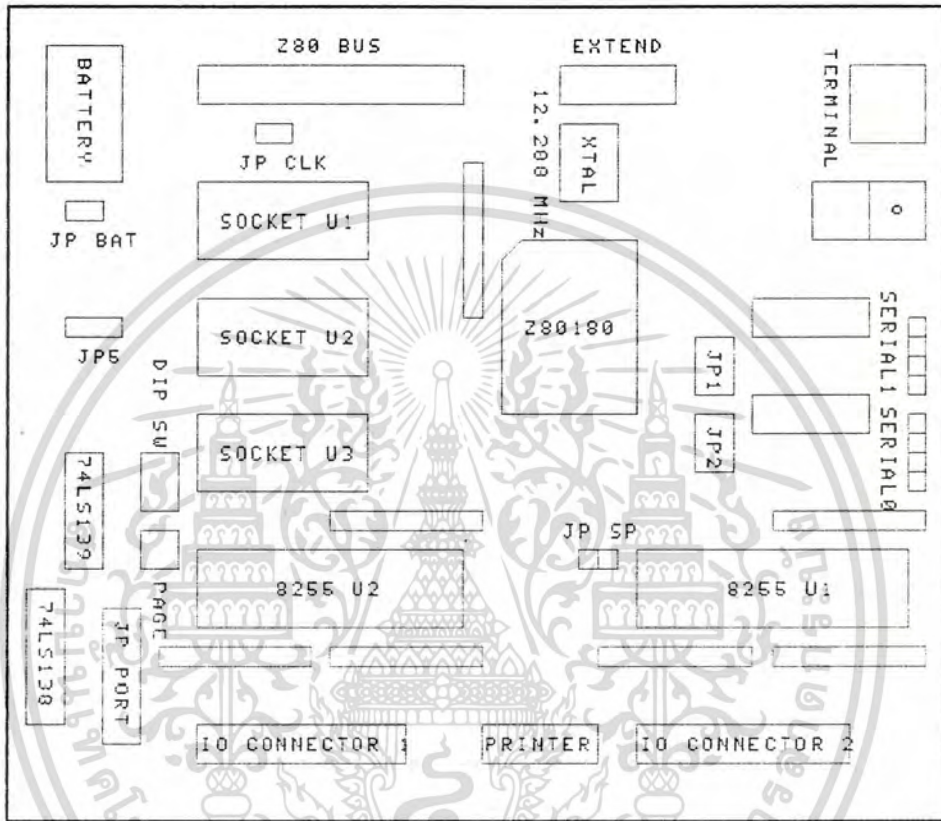 Z80 BUS
EXTEND
BATTERY
TERMINAL
12.288 MHz
XTAL
JP CLK
JP BAT
SOCKET U1
SOCKET U2
SOCKET U3
Z80180
JP5
DIP SW
JP1
JP2
SERIAL1
SERIAL0
74LS139
74LS138
PAGE
JP PORT
JP SP
8255 U2
8255 U1
IO CONNECTOR 1
PRINTER
IO CONNECTOR 2